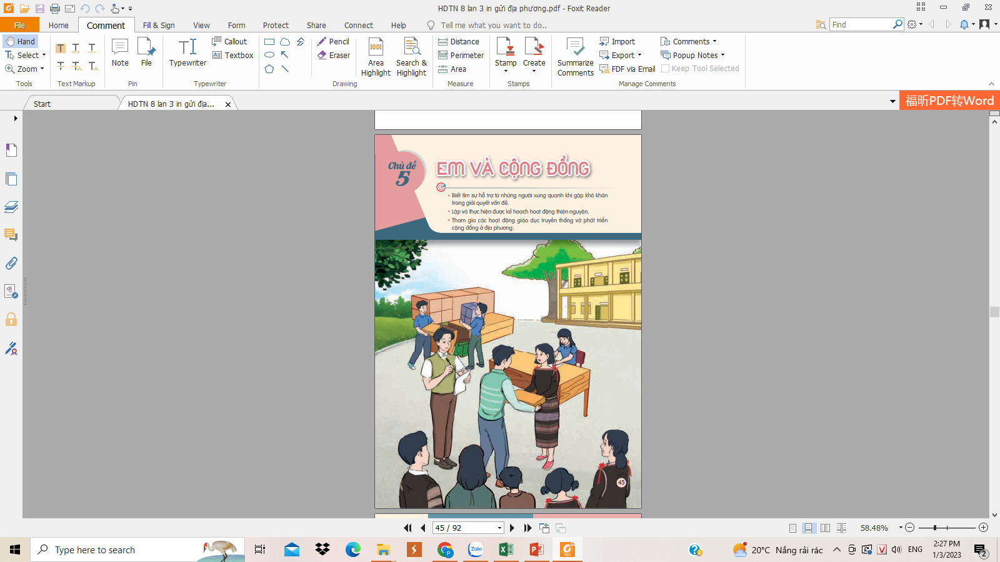 HDTN 8 lan 3 in gửi địa phương.pdf - Foxit Reader
File Home Comment Fill & Sign View Form Protect Share Connect Help Tell me what you want to do.. Find
Hand Select Zoom
Tools
Text Markup
Note File
Pin
Typewriter Callout Textbox
Typewriter
Pencil Eraser
Area Highlight Search & Highlight
Drawing
Distance Perimeter Area
Measure
Stamp Create
Stamps
Summarize Comments
Import Export FDF via Email
Comments Popup Notes Keep Tool Selected
Manage Comments
Start HDTN 8 lan 3 in gửi địa... 福昕PDF转Word
Chủ đề
5
EM VÀ CỘNG ĐỒNG
• Biết tìm sự hỗ trợ từ những người xung quanh khi gặp khó khăn
trong giải quyết vấn đề.
• Lập và thực hiện được kế hoạch hoạt động thiện nguyện.
• Tham gia các hoạt động giáo dục truyền thống và phát triển
cộng đồng ở địa phương.
45
45 / 92 58.48%
Type here to search 20°C Nắng rải rác ENG 2:27 PM
1/3/2023 2